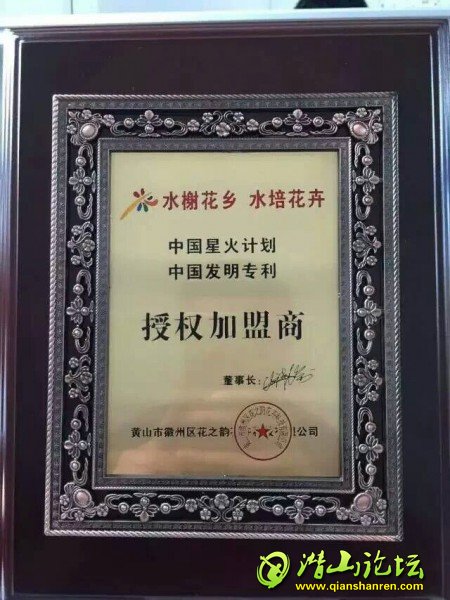 水榭花乡 水培花卉
中国星火计划
中国发明专利
授权加盟商
董事长:
黄山市徽州区花之韵
公司
潜山论坛
www.qianshanren.com